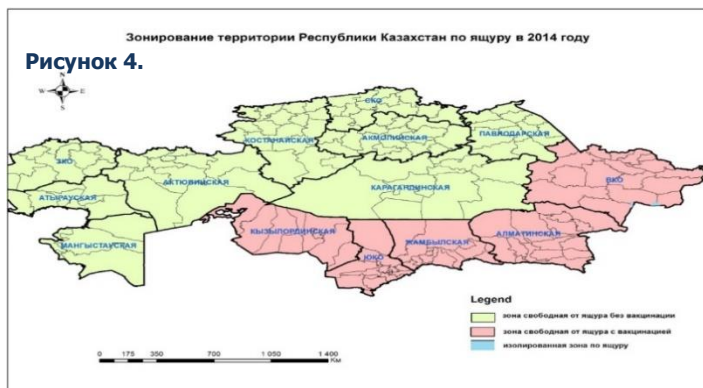 Зонирование территории Республики Казахстан по ящуру в 2014 году
Рисунок 4.
N
W E
S
СКО
КОСТАНАЙСКАЯ
АКМОЛИНСКАЯ
ПАВЛОДАРСКАЯ
ЗКО
АКТЮБИНСКАЯ
ВКО
АТЫРАУСКАЯ
КАРАГАНДИНСКАЯ
МАНГЫСТАУСКАЯ
КЫЗЫЛОРДИНСКАЯ
ЮКО
ЖАМБЫЛСКАЯ
АЛМАТИНСКАЯ
Legend
зона свободная от ящура без вакцинации
зона свободная от ящура с вакцинацией
изолированная зона по ящуру
0 175 350 700 1 050 1 400
Км